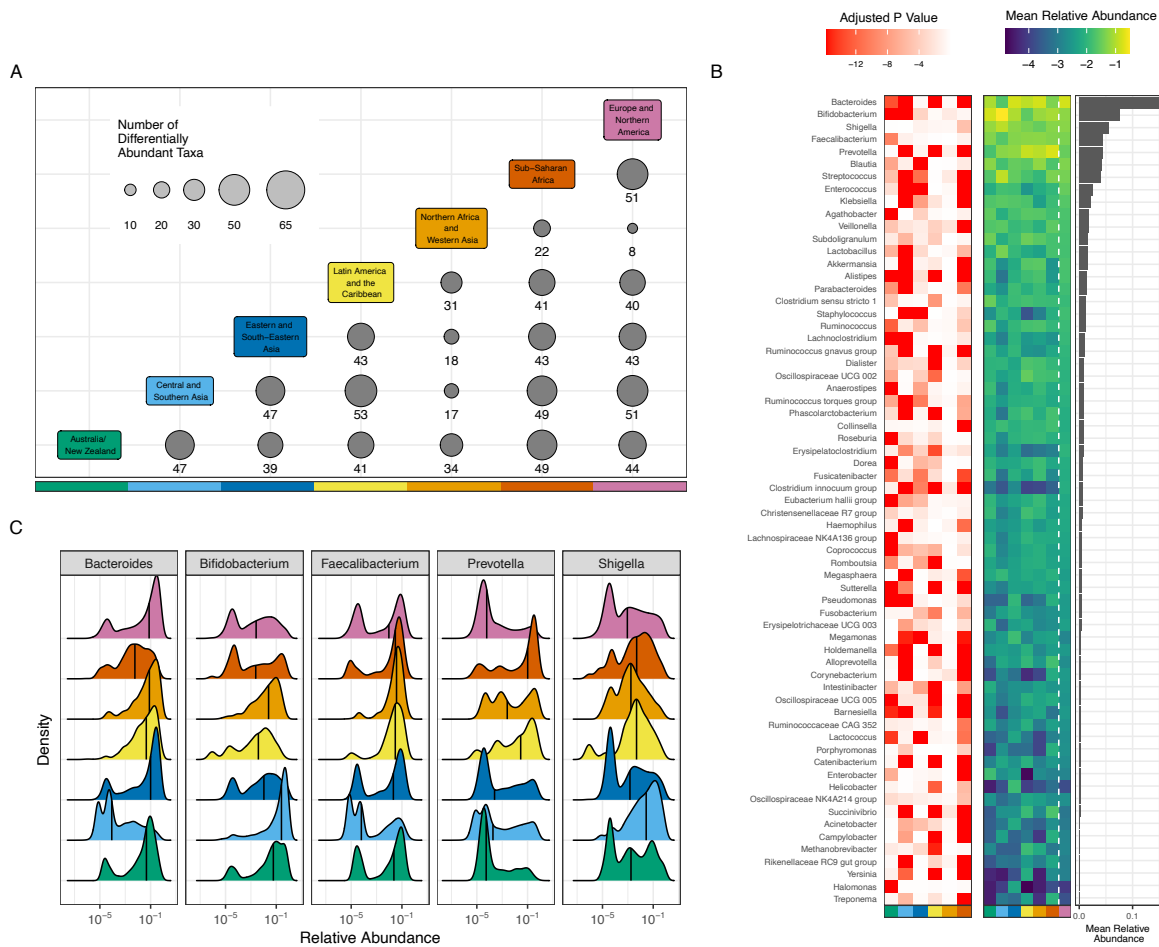 Adjusted P Value
−12
−8
−4
Mean Relative Abundance
−4
−3
−2
−1
A
Number of
Differentially
Abundant Taxa
10
20
30
50
65
Europe and
Northern
America
Sub−Saharan
Africa
51
Northern Africa
and
Western Asia
22
8
Latin America
and the
Caribbean
31
41
40
Eastern and
South−Eastern
Asia
43
18
43
43
Central and
Southern Asia
47
53
17
49
51
Australia/
New Zealand
47
39
41
34
49
44
B
Bacteroides
Bifidobacterium
Shigella
Faecalibacterium
Prevotella
Blautia
Streptococcus
Enterococcus
Klebsiella
Agathobacter
Veillonella
Subdoligranulum
Lactobacillus
Akkermansia
Alistipes
Parabacteroides
Clostridium sensu stricto 1
Staphylococcus
Ruminococcus
Lachnoclostridium
Ruminococcus gnavus group
Dialister
Oscillospiraceae UCG 002
Anaerostipes
Ruminococcus torques group
Phascolarctobacterium
Collinsella
Roseburia
Erysipelatoclostridium
Dorea
Fusicatenibacter
Clostridium innocuum group
Eubacterium hallii group
Christensenellaceae R7 group
Haemophilus
Lachnospiraceae NK4A136 group
Coprococcus
Romboutsia
Megasphaera
Sutterella
Pseudomonas
Fusobacterium
Erysipelotrichaceae UCG 003
Megamonas
Holdemanella
Alloprevotella
Corynebacterium
Intestinibacter
Oscillospiraceae UCG 005
Barnesiella
Ruminococcaceae CAG 352
Lactococcus
Porphyromonas
Catenibacterium
Enterobacter
Helicobacter
Oscillospiraceae NK4A214 group
Succinivibrio
Acinetobacter
Campylobacter
Methanobrevibacter
Rikenellaceae RC9 gut group
Yersinia
Halomonas
Treponema
0.0
0.1
Mean Relative
Abundance
C
Bacteroides
Bifidobacterium
Faecalibacterium
Prevotella
Shigella
Density
10−5
10−1
10−5
10−1
10−5
10−1
10−5
10−1
10−5
10−1
Relative Abundance